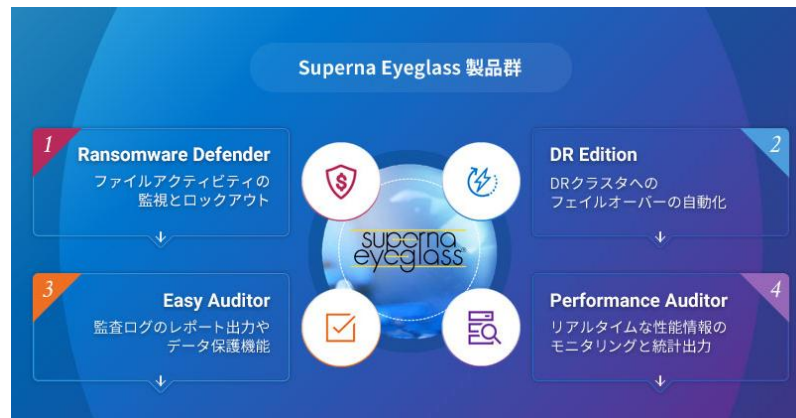 Superna Eyeglass 製品群
1
Ransomware Defender
ファイルアクティビティの
監視とロックアウト
2
DR Edition
DRクラスタへの
フェイルオーバーの自動化
superna
eyeglass®
3
Easy Auditor
監査ログのレポート出力や
データ保護機能
4
Performance Auditor
リアルタイムな性能情報の
モニタリングと統計出力